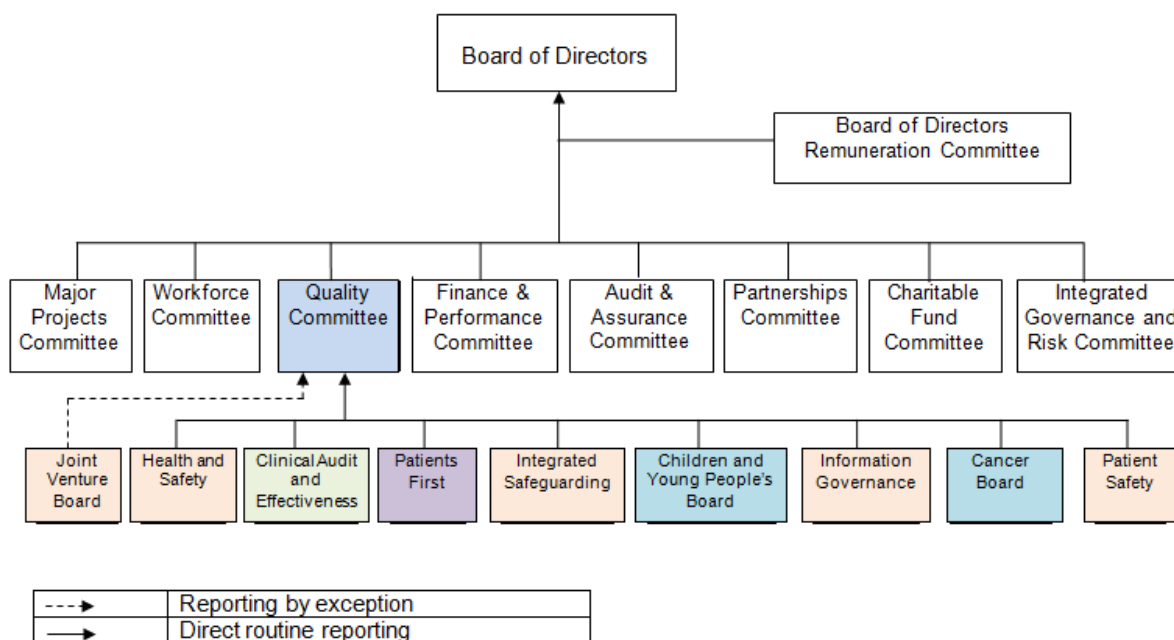 Board of Directors
Board of Directors
Remuneration Committee
Major
Projects
Committee
Workforce
Committee
Quality
Committee
Finance &
Performance
Committee
Audit &
Assurance
Committee
Partnerships
Committee
Charitable
Fund
Committee
Integrated
Governance and
Risk Committee
Joint
Venture
Board
Health and
Safety
Clinical Audit
and
Effectiveness
Patients
First
Integrated
Safeguarding
Children and
Young People's
Board
Information
Governance
Cancer
Board
Patient
Safety
Reporting by exception
Direct routine reporting